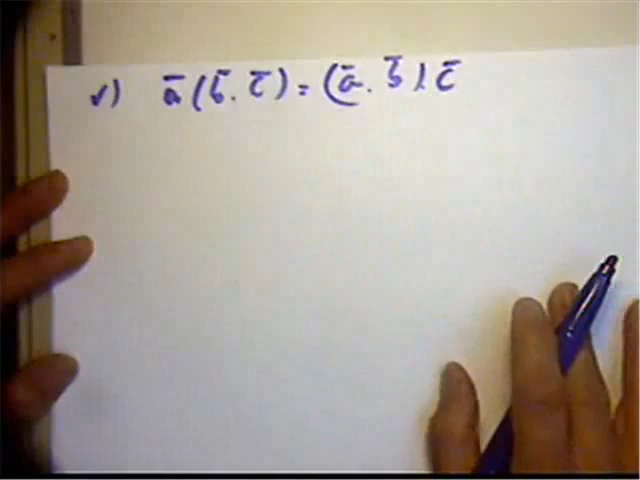 v) ā (b̄ . c̄) = (ā . b̄) c̄